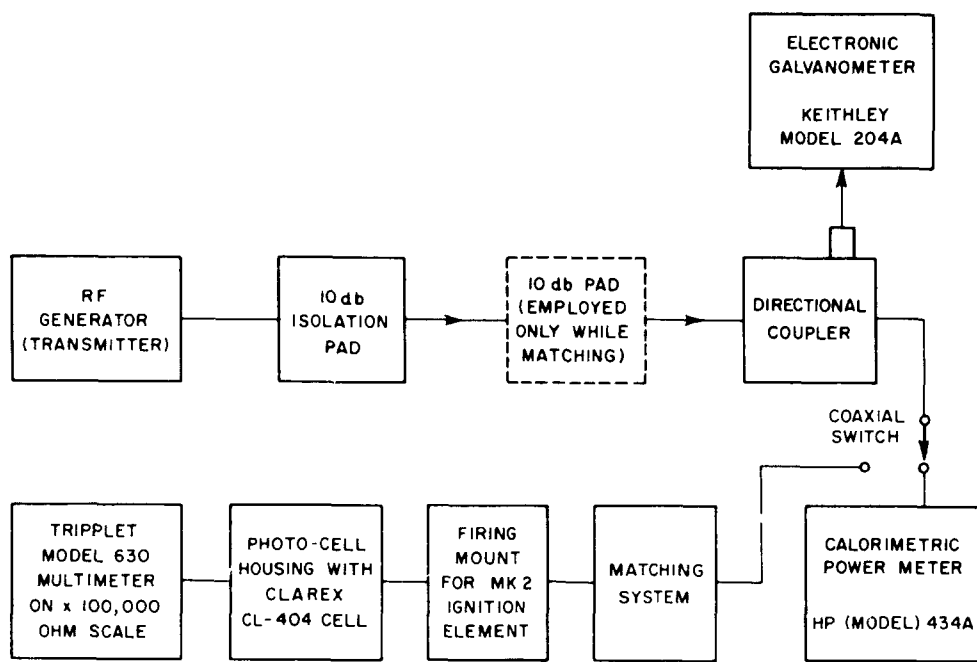 ELECTRONIC
GALVANOMETER
KEITHLEY
MODEL 204A
RF
GENERATOR
(TRANSMITTER)
10 db
ISOLATION
PAD
10 db PAD
(EMPLOYED
ONLY WHILE
MATCHING)
DIRECTIONAL
COUPLER
COAXIAL
SWITCH
TRIPPLET
MODEL 630
MULTIMETER
ON x 100,000
OHM SCALE
PHOTO-CELL
HOUSING WITH
CLAREX
CL-404 CELL
FIRING
MOUNT
FOR MK 2
IGNITION
ELEMENT
MATCHING
SYSTEM
CALORIMETRIC
POWER METER
HP (MODEL) 434A